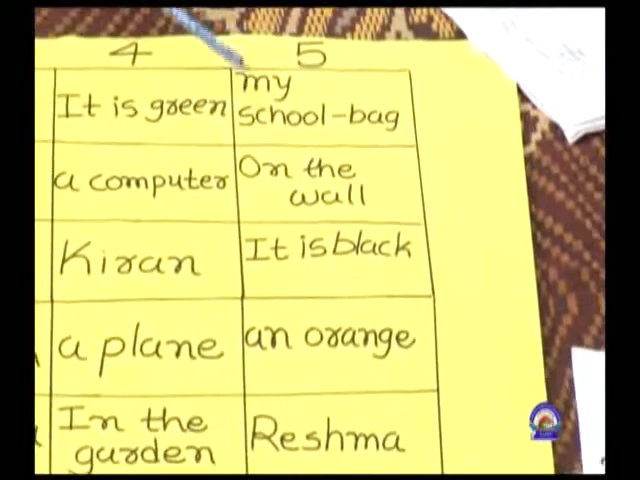 4 5
It is green
my
school-bag
a computer
On the
wall
Kiran
It is black
a plane
an orange
In the
garden
Reshma